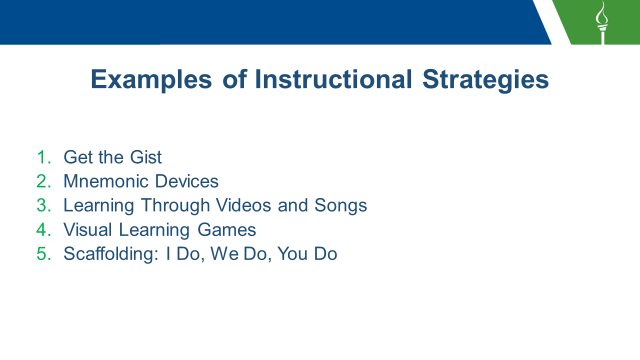 Examples of Instructional Strategies
1. Get the Gist
2. Mnemonic Devices
3. Learning Through Videos and Songs
4. Visual Learning Games
5. Scaffolding: I Do, We Do, You Do